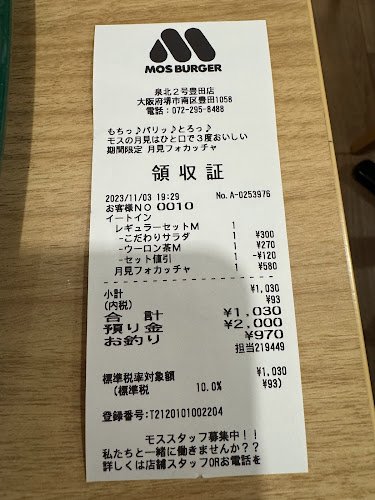 MOS BURGER
泉北2号豊田店
大阪府堺市南区豊田1058
電話:072-295-8488
もちっ♪パリッ♪とろっ♪
モスの月見はひと口で3度おいしい
期間限定 月見フォカッチャ
領収証
2023/11/03 19:29 No.A-0253976
お客様NO 0010
イートイン
レギュラーセットM 1
-こだわりサラダ 1 ¥300
-ウーロン茶M 1 ¥270
-セット値引 1 -¥120
月見フォカッチャ 1 ¥580
小計 ¥1,030
(内税) ¥93
合計 ¥1,030
預り金 ¥2,000
お釣り ¥970
担当219449
標準税率対象額 ¥1,030
(標準税 10.0% ¥93)
登録番号:T2120101002204
モススタッフ募集中!!
私たちと一緒に働きませんか??
詳しくは店舗スタッフORお電話を